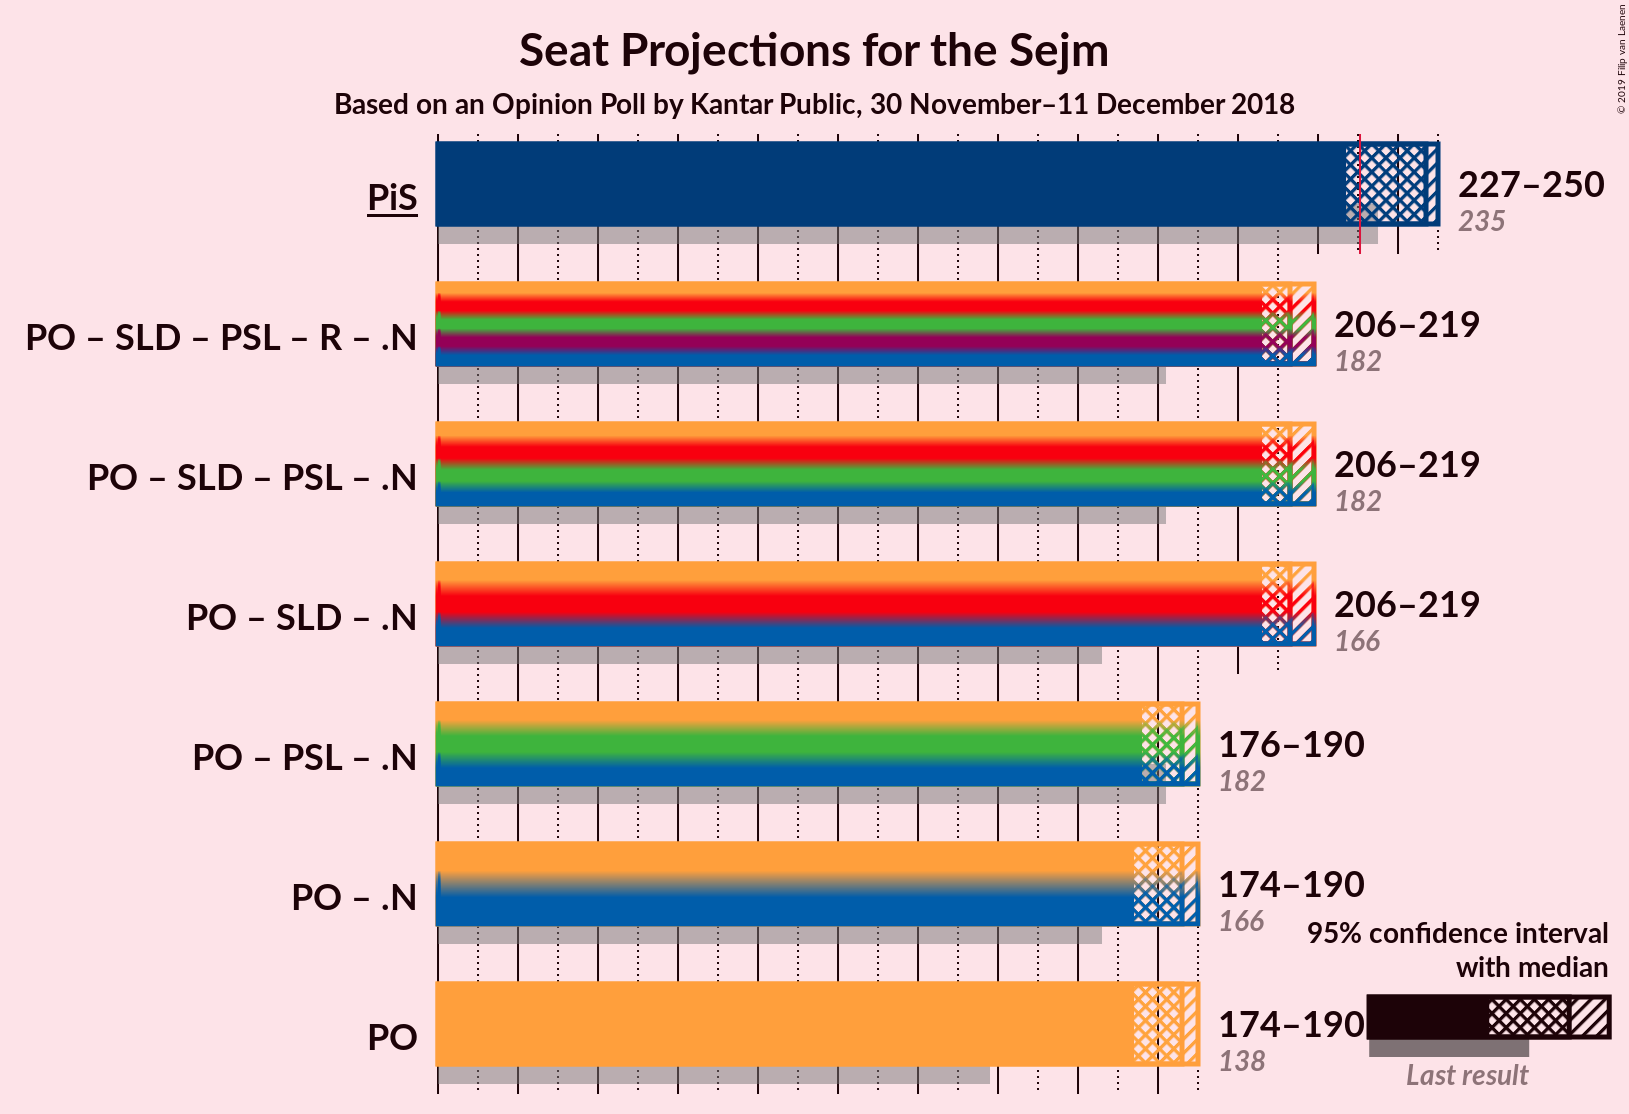 Seat Projections for the Sejm
Based on an Opinion Poll by Kantar Public, 30 November–11 December 2018
© 2019 Filip van Laenen
PiS
227–250
235
PO – SLD – PSL – R – .N
206–219
182
PO – SLD – PSL – .N
206–219
182
PO – SLD – .N
206–219
166
PO – PSL – .N
176–190
182
PO – .N
174–190
166
PO
174–190
138
95% confidence interval
with median
Last result